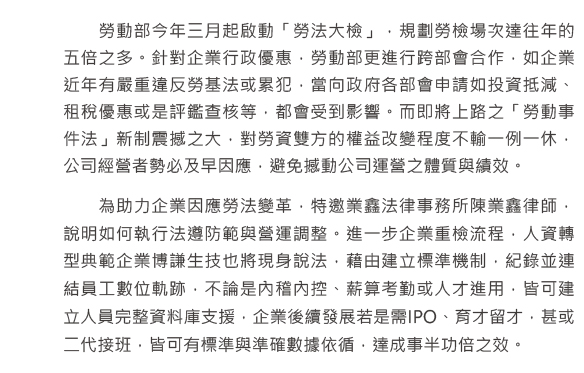 勞動部今年三月起啟動「勞法大檢」，規劃勞檢場次達往年的
五倍之多。針對企業行政優惠，勞動部更進行跨部會合作，如企業
近年有嚴重違反勞基法或累犯，當向政府各部會申請如投資抵減、
租稅優惠或是評鑑查核等，都會受到影響。而即將上路之「勞動事
件法」新制震撼之大，對勞資雙方的權益改變程度不輸一例一休，
公司經營者勢必及早因應，避免撼動公司運營之體質與績效。
為助力企業因應勞法變革，特邀業鑫法律事務所陳業鑫律師，
說明如何執行法遵防範與營運調整。進一步企業重檢流程，人資轉
型典範企業博謙生技也將現身說法，藉由建立標準機制，紀錄並連
結員工數位軌跡，不論是內稽內控、薪算考勤或人才進用，皆可建
立人員完整資料庫支援，企業後續發展若是需IPO、育才留才，甚或
二代接班，皆可有標準與準確數據依循，達成事半功倍之效。